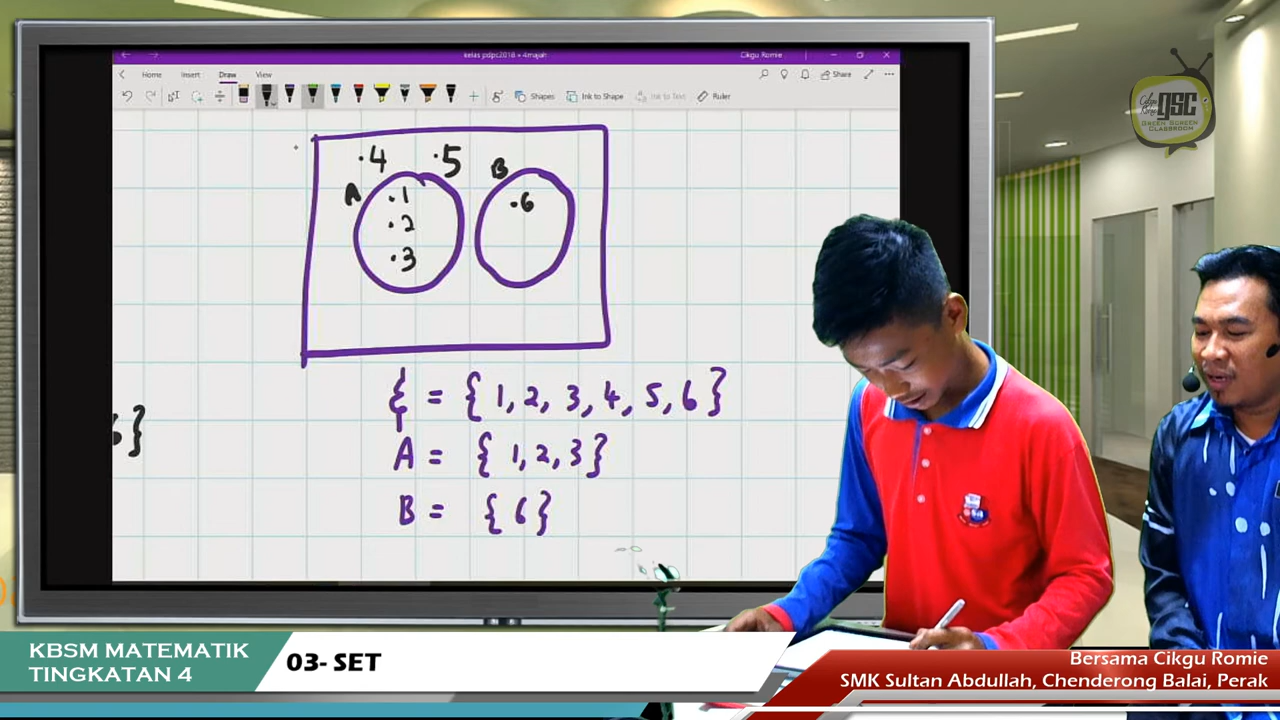 kelas pdpc2018 » 4majah
Cikgu Romie
Home Insert Draw View
Share
Shapes Ink to Shape Ink to Text Ruler
.4 .5
A B
.1 .6
.2
.3
ξ = { 1, 2, 3, 4, 5, 6 }
A = { 1, 2, 3 }
B = { 6 }
6 }
GSC
GREEN SCREEN
CLASSROOM
KBSM MATEMATIK
TINGKATAN 4
03- SET
Bersama Cikgu Romie
SMK Sultan Abdullah, Chenderong Balai, Perak